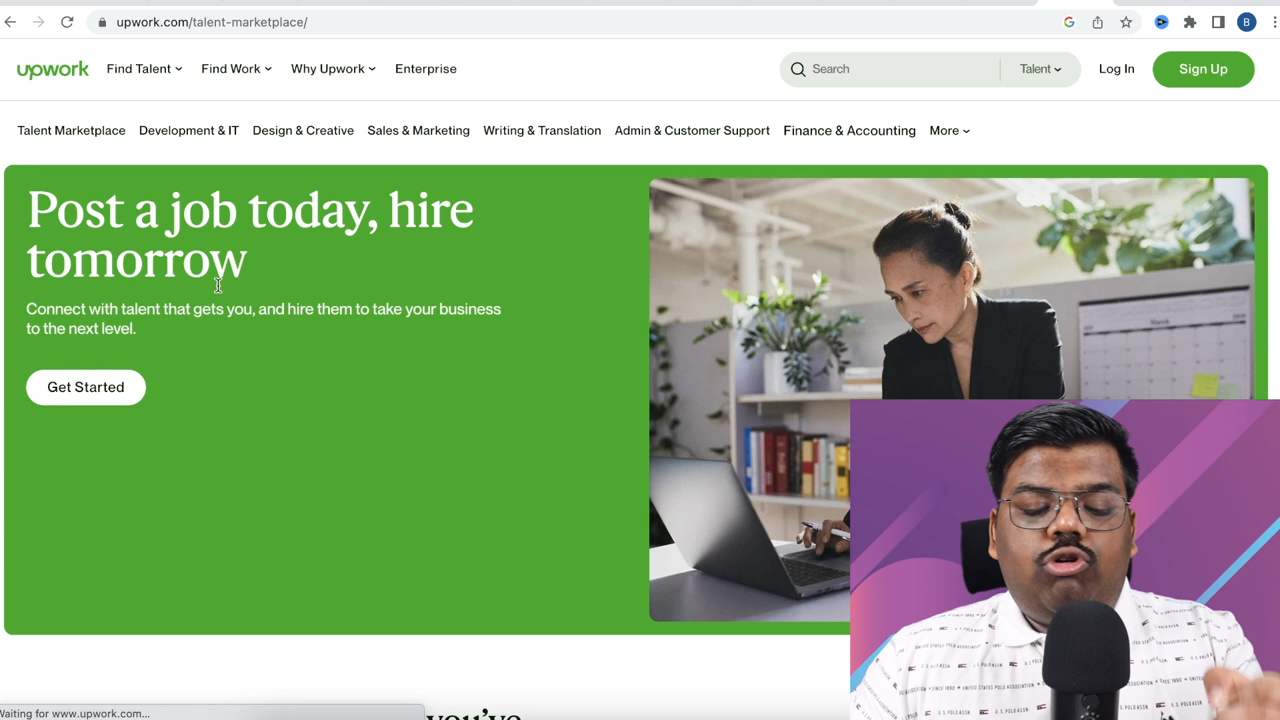 upwork.com/talent-marketplace/
B
upwork Find Talent Find Work Why Upwork Enterprise Search Talent Log In Sign Up
Talent Marketplace Development & IT Design & Creative Sales & Marketing Writing & Translation Admin & Customer Support Finance & Accounting More
Post a job today, hire
tomorrow
Connect with talent that gets you, and hire them to take your business
to the next level.
Get Started
March
Waiting for www.upwork.com...
you've